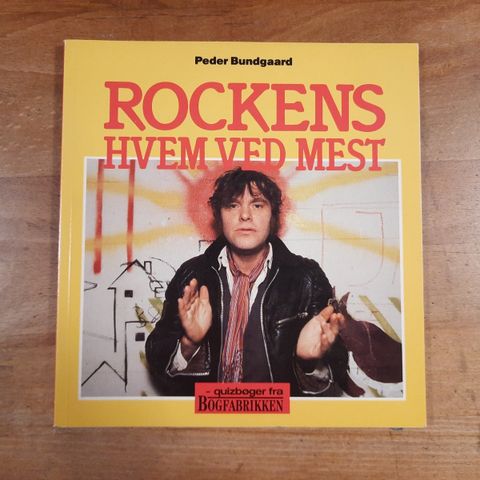 Peder Bundgaard
ROCKENS
HVEM VED MEST
- quizbøger fra
BOGFABRIKKEN